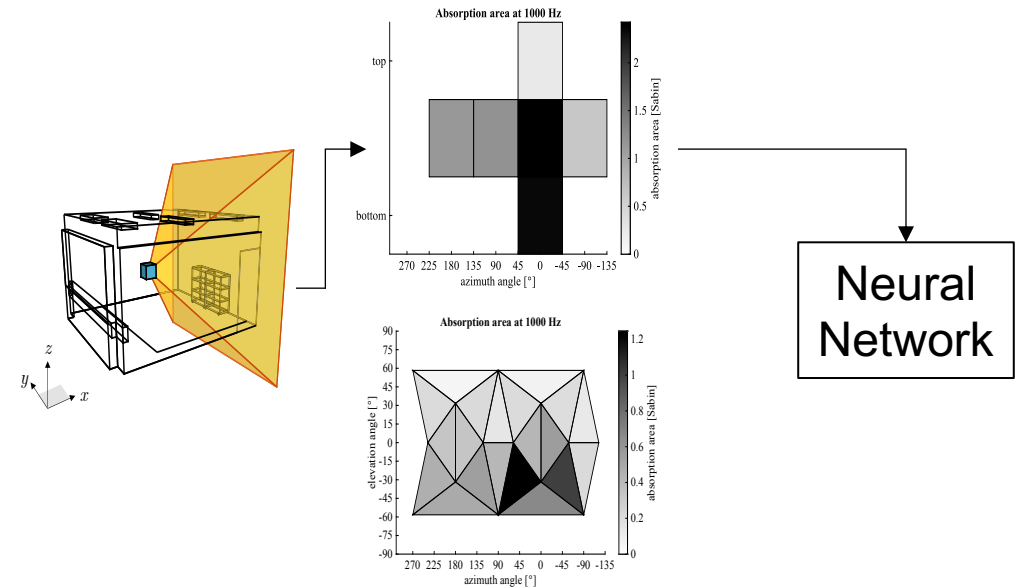 Absorption area at 1000 Hz
top
bottom
270 225 180 135 90 45 0 -45 -90 -135
azimuth angle [°]
2
1.5
1
0.5
0
absorption area [Sabin]
z
y
x
Neural
Network
Absorption area at 1000 Hz
90
75
60
45
30
15
0
-15
-30
-45
-60
-75
-90
elevation angle [°]
270 225 180 135 90 45 0 -45 -90 -135
azimuth angle [°]
1.2
1
0.8
0.6
0.4
0.2
0
absorption area [Sabin]